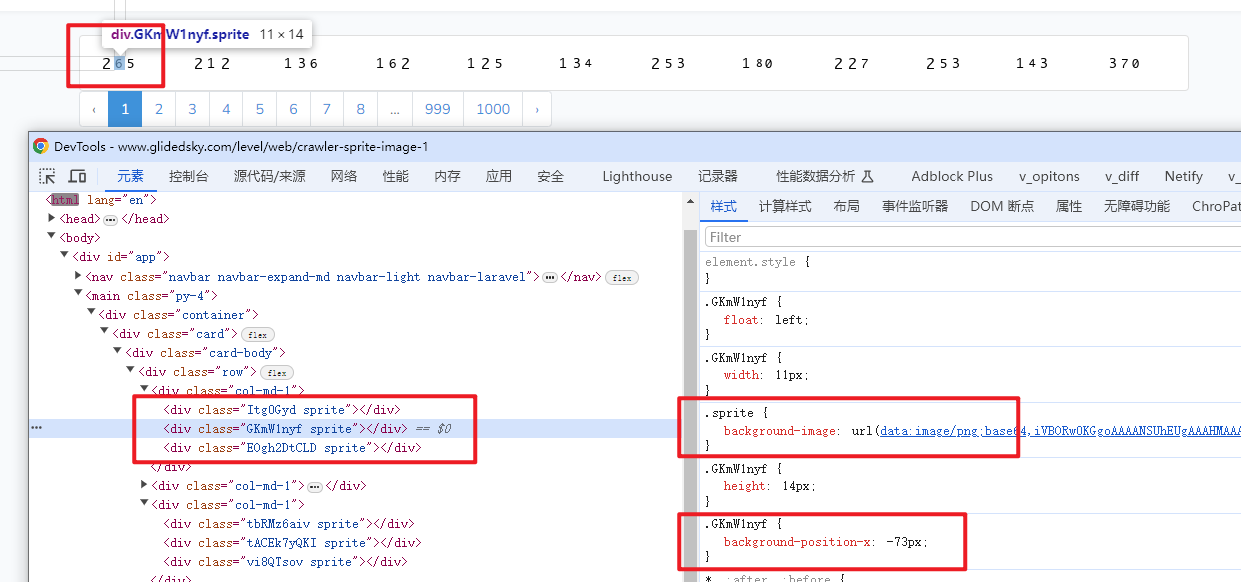 div.GKmW1nyf.sprite 11 × 14
265 212 136 162 125 134 253 180 227 253 143 370
‹ 1 2 3 4 5 6 7 8 ... 999 1000 ›
DevTools - www.glidedsky.com/level/web/crawler-sprite-image-1
元素 控制台 源代码/来源 网络 性能 内存 应用 安全 Lighthouse 记录器 性能数据分析 Adblock Plus v_opitons v_diff Netify v_
<html lang="en">
<head> ⋯ </head>
<body>
<div id="app">
<nav class="navbar navbar-expand-md navbar-light navbar-laravel"> ⋯ </nav> flex
<main class="py-4">
<div class="container">
<div class="card"> flex
<div class="card-body">
<div class="row"> flex
<div class="col-md-1">
<div class="ItgOGyd sprite"></div>
<div class="GKmW1nyf sprite"></div> == $0
<div class="EOgh2DtCLD sprite"></div>
</div>
<div class="col-md-1"> ⋯ </div>
<div class="col-md-1">
<div class="tbRMz6aiv sprite"></div>
<div class="tACEk7yQKI sprite"></div>
<div class="vi8QTsov sprite"></div>
</div>
样式 计算样式 布局 事件监听器 DOM 断点 属性 无障碍功能 ChroPat
Filter
element.style {
}
.GKmW1nyf {
float: left;
}
.GKmW1nyf {
width: 11px;
}
.sprite {
background-image: url(data:image/png;base64,iVBORw0KGgoAAAANSUhEUgAAAHMAAA
}
.GKmW1nyf {
height: 14px;
}
.GKmW1nyf {
background-position-x: -73px;
}
*, ::after, ::before {